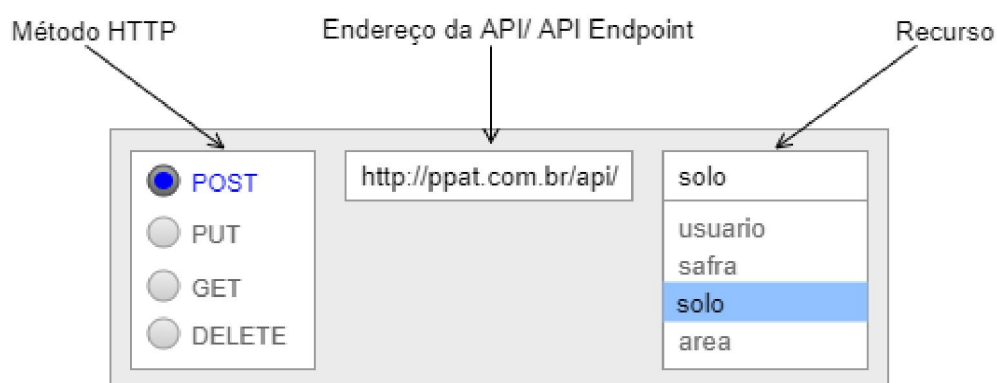 Método HTTP
Endereço da API/ API Endpoint
Recurso
POST
PUT
GET
DELETE
http://ppat.com.br/api/
solo
usuario
safra
solo
area